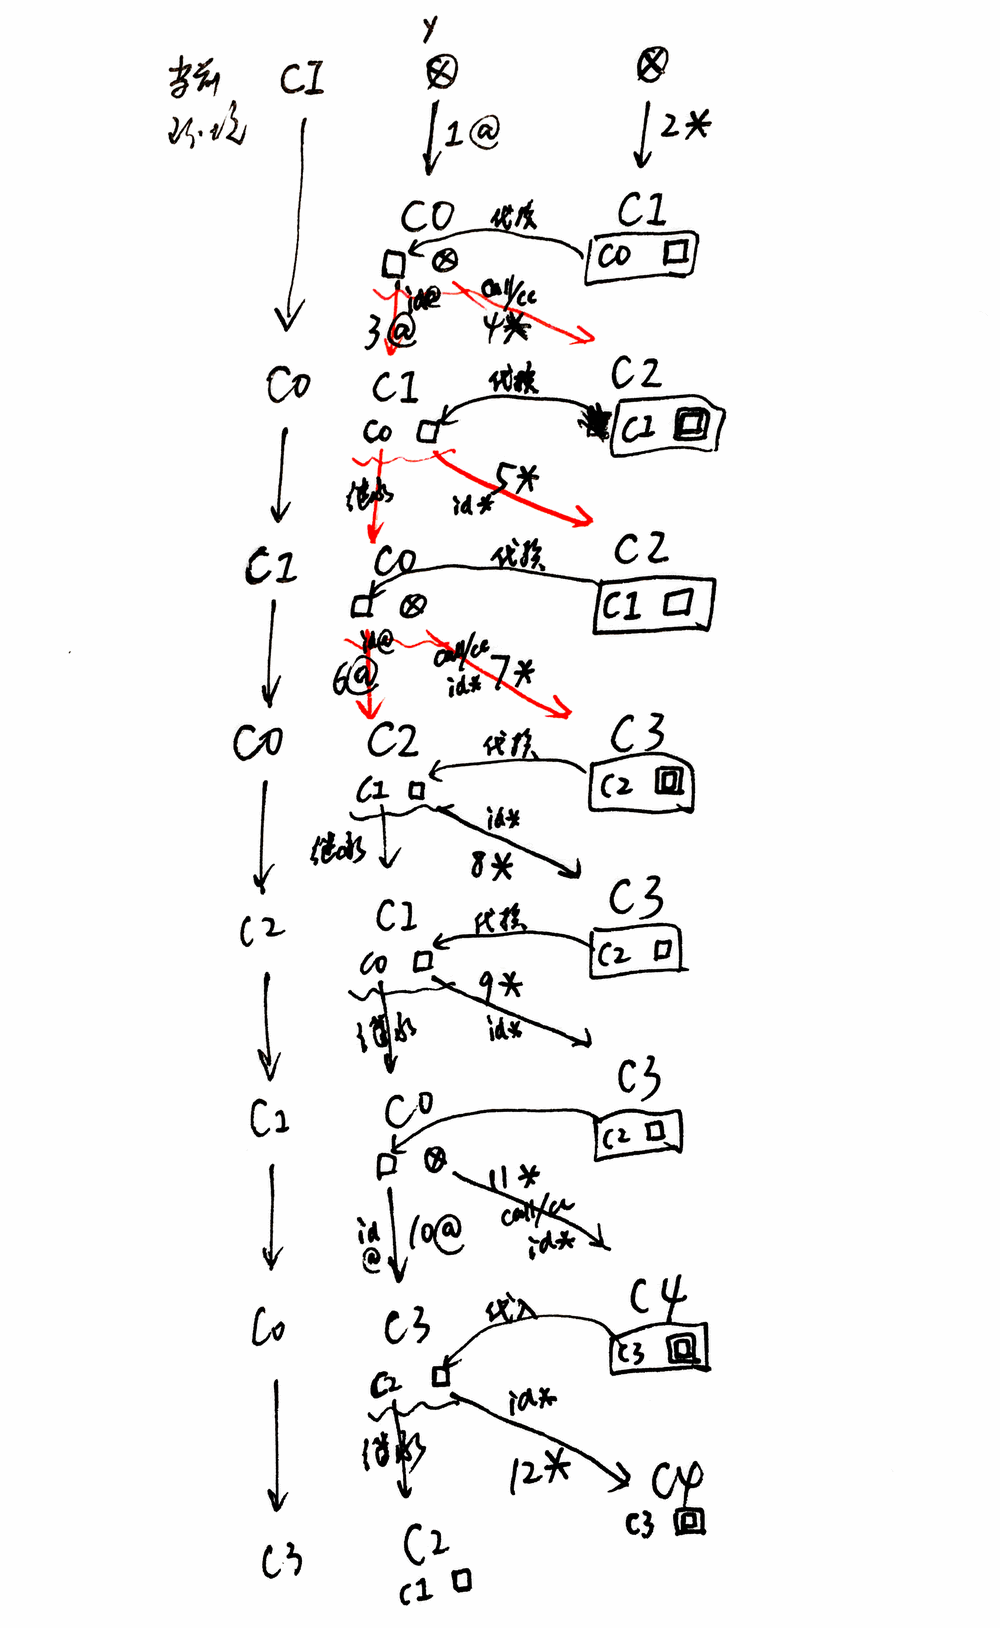 Y
当前 CI
环境
1@ 2*
C0 代换 C1
C0
id@ call/cc
3@ 4*
C0 C1 代换 C2
C0 C1
继承 5*
id*
C1 C0 代换 C2
C1
id@ call/cc
6@ id* 7*
C0 C2 代换 C3
C1 C2
id*
继承 8*
C2 C1 代换 C3
C0 C2
9*
继承 id*
C1 C0 C3
C2
11*
id 10@ call/cc
@ id*
C0 C3 代入 C4
C2 C3
id*
继承 12* C4
C3
C3 C2
C1